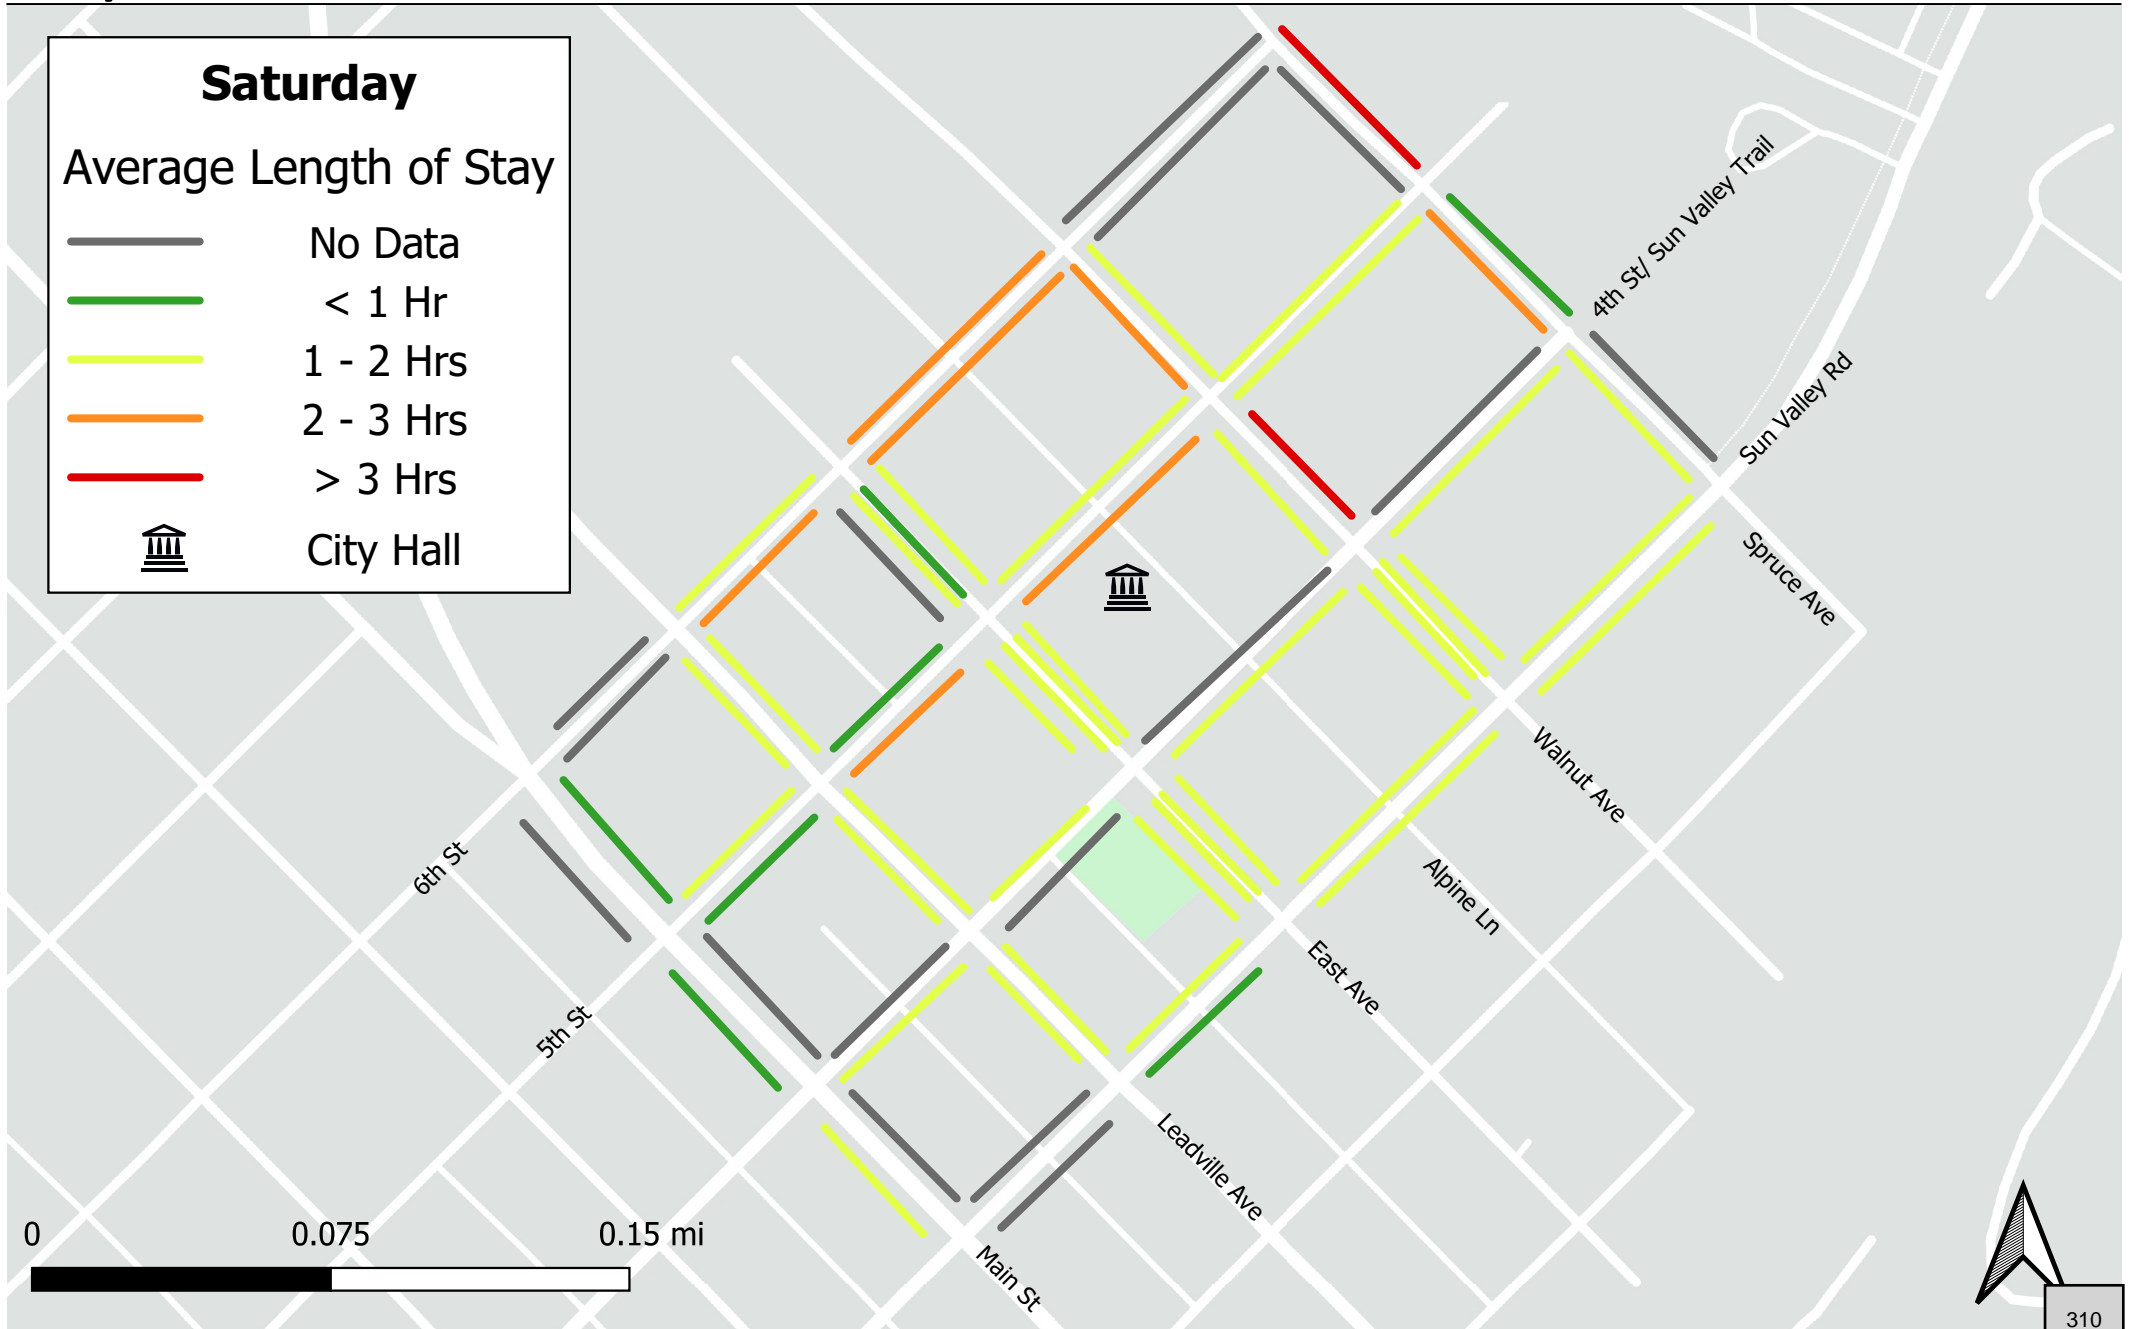 Saturday
Average Length of Stay
No Data
< 1 Hr
1 - 2 Hrs
2 - 3 Hrs
> 3 Hrs
City Hall
4th St/ Sun Valley Trail
Sun Valley Rd
Spruce Ave
Walnut Ave
Alpine Ln
East Ave
Leadville Ave
Main St
6th St
5th St
0 0.075 0.15 mi
310